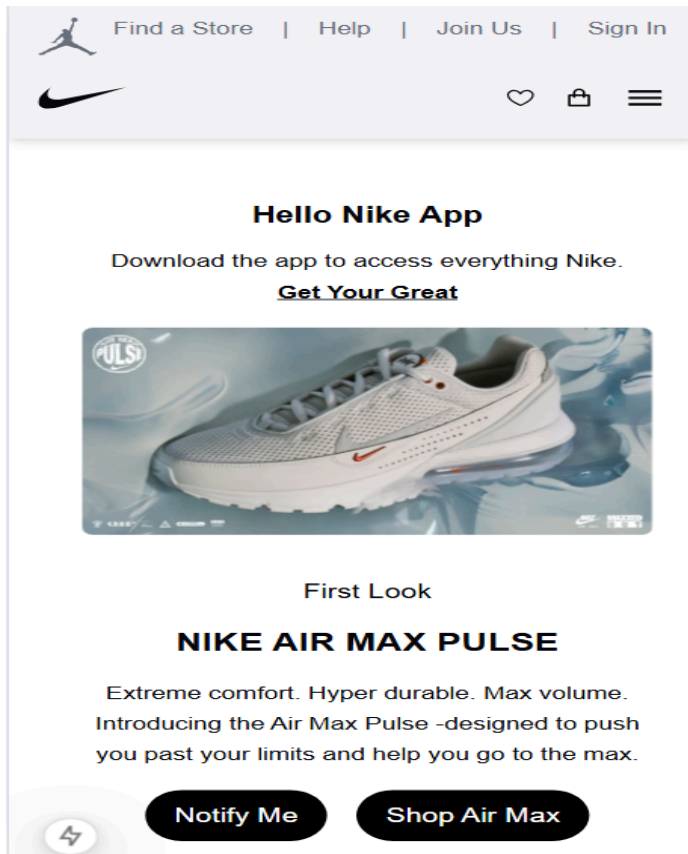 Find a Store | Help | Join Us | Sign In
Hello Nike App
Download the app to access everything Nike.
Get Your Great
PULSE
First Look
NIKE AIR MAX PULSE
Extreme comfort. Hyper durable. Max volume.
Introducing the Air Max Pulse -designed to push
you past your limits and help you go to the max.
Notify Me
Shop Air Max